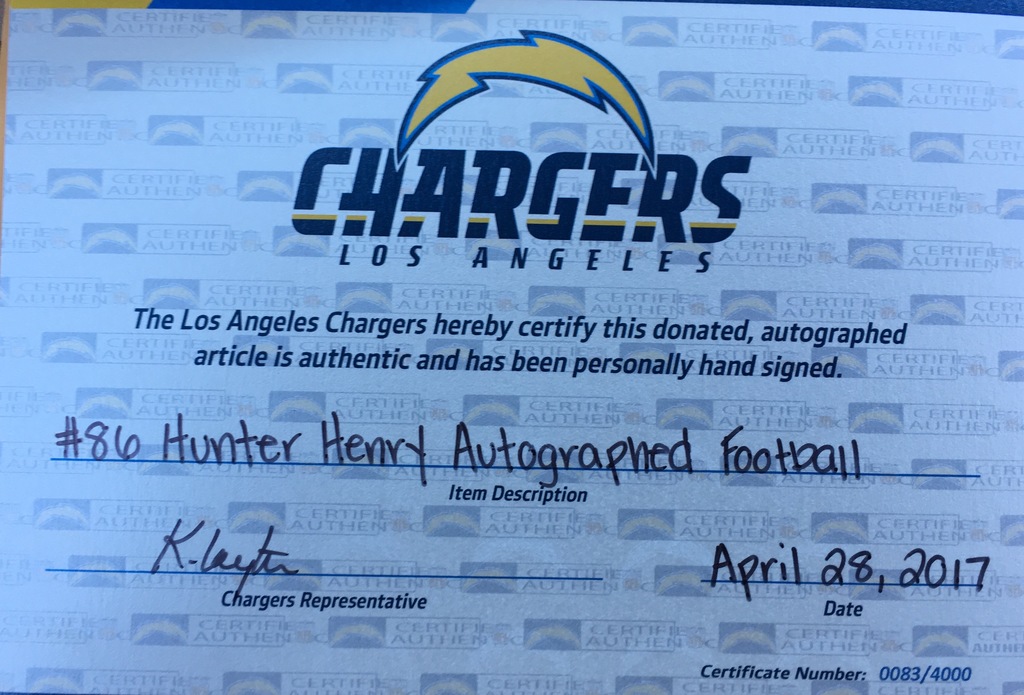 CHARGERS
LOS ANGELES
The Los Angeles Chargers hereby certify this donated, autographed
article is authentic and has been personally hand signed.
#86 Hunter Henry Autographed Football
Item Description
K. Layton
Chargers Representative
April 28, 2017
Date
Certificate Number: 0083/4000